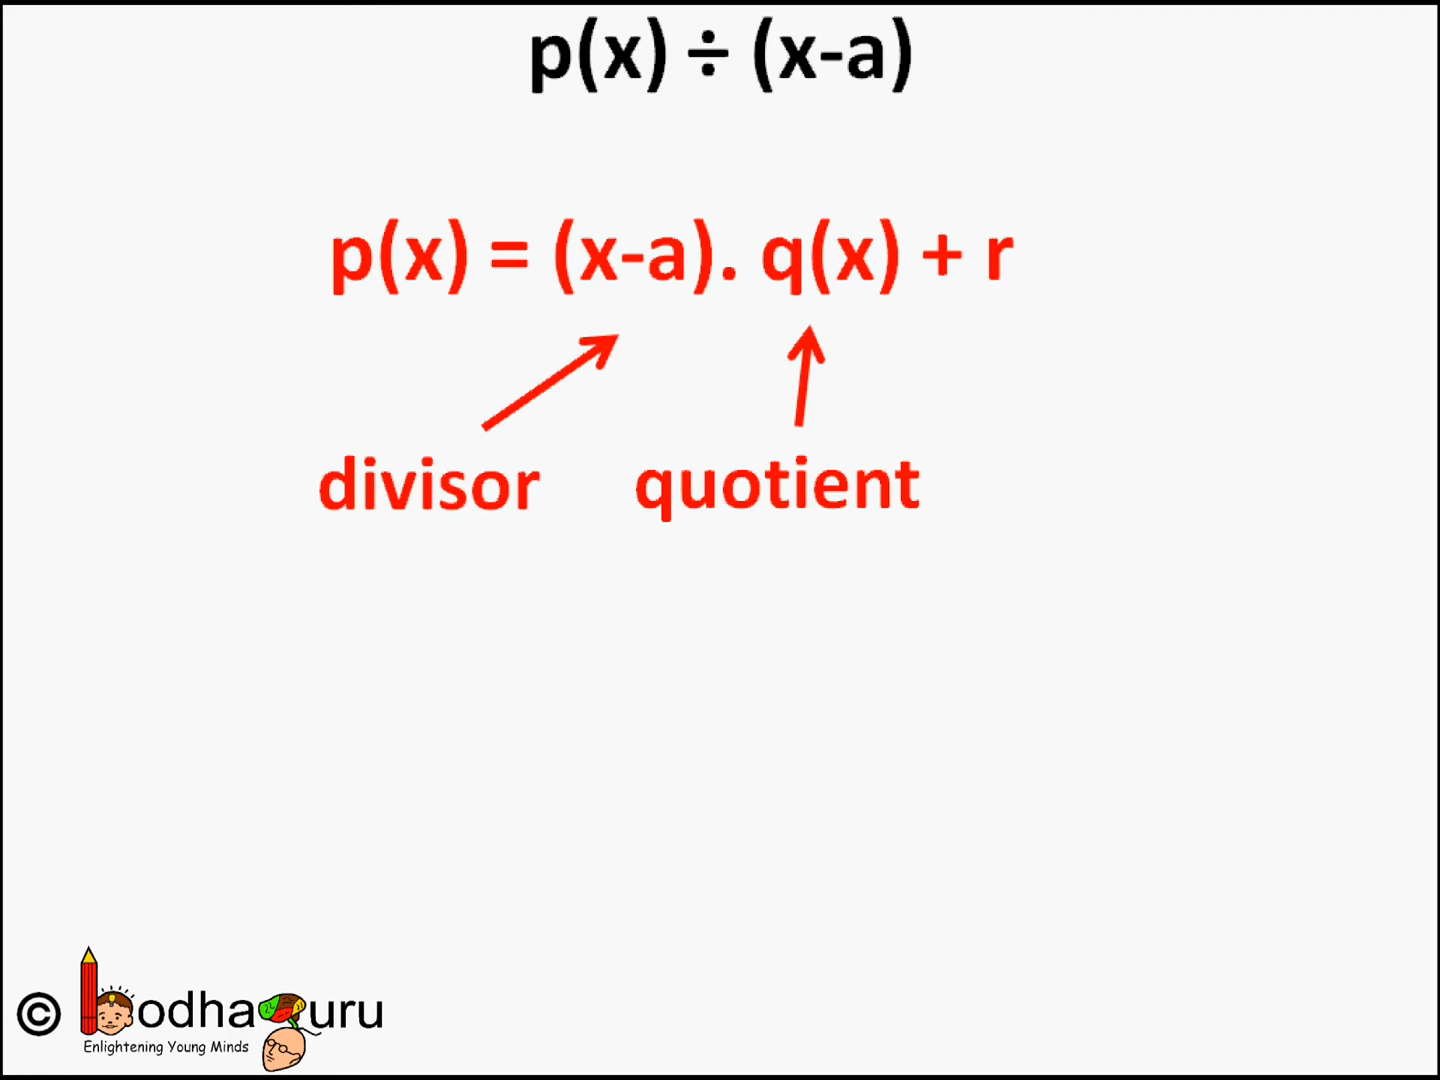 p(x) ÷ (x-a)
p(x) = (x-a). q(x) + r
divisor quotient
© bodhaguru
Enlightening Young Minds